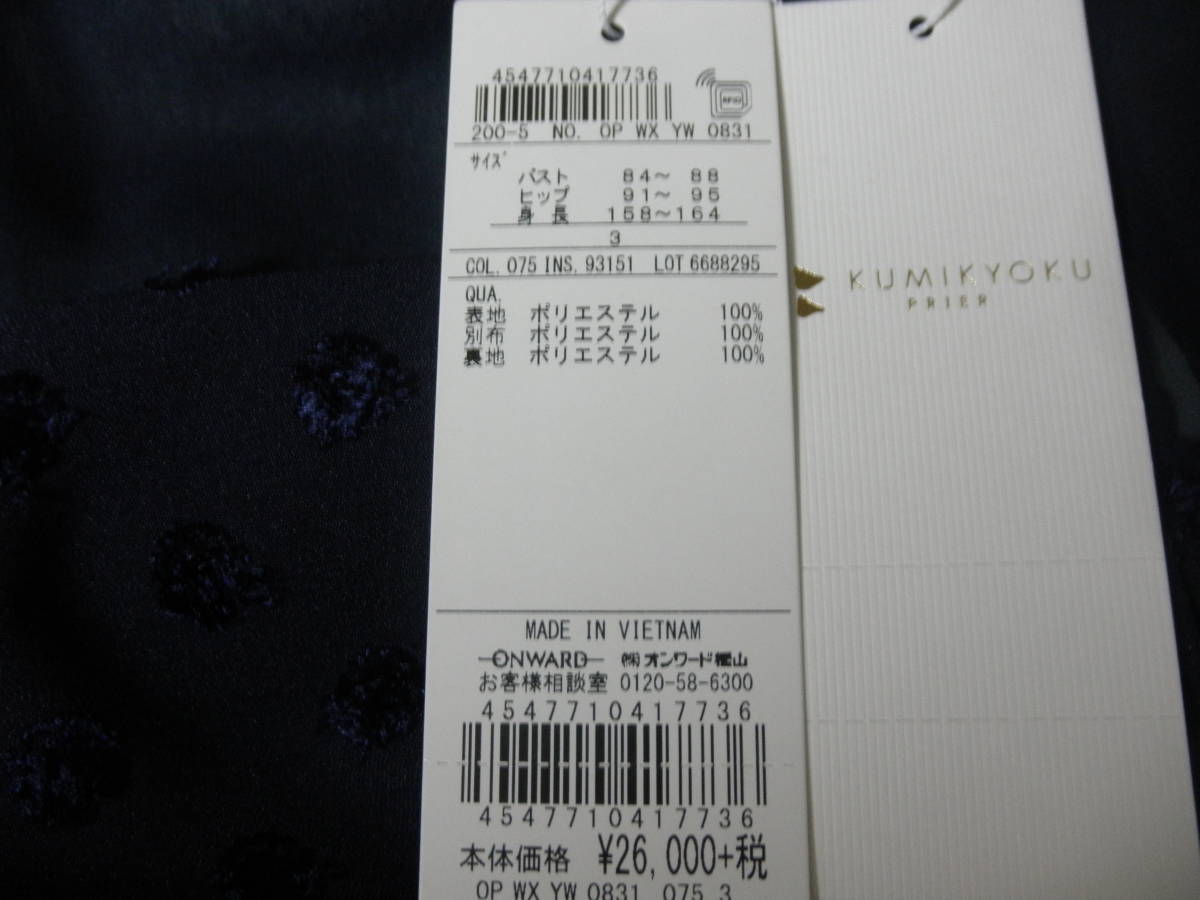 4547710417736
RFID
200-5 NO. OP WX YW 0831
サイズ
バスト 84～ 88
ヒップ 91～ 95
身長 158～164
3
COL. 075 INS. 93151 LOT 6688295
QUA.
表地 ポリエステル 100%
別布 ポリエステル 100%
裏地 ポリエステル 100%
MADE IN VIETNAM
ONWARD ㈱オンワード樫山
お客様相談室 0120-58-6300
4547710417736
4547710417736
本体価格 ¥26,000+税
OP WX YW 0831 075 3
KUMIKYOKU
PRIER